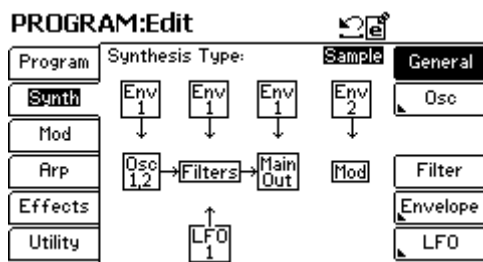 PROGRAM:Edit
e
Program
Synthesis Type:
Sample
General
Synth
Env 1
Env 1
Env 1
Env 2
Osc
Mod
Arp
Osc 1,2
Filters
Main Out
Mod
Filter
Effects
Envelope
Utility
LFO 1
LFO